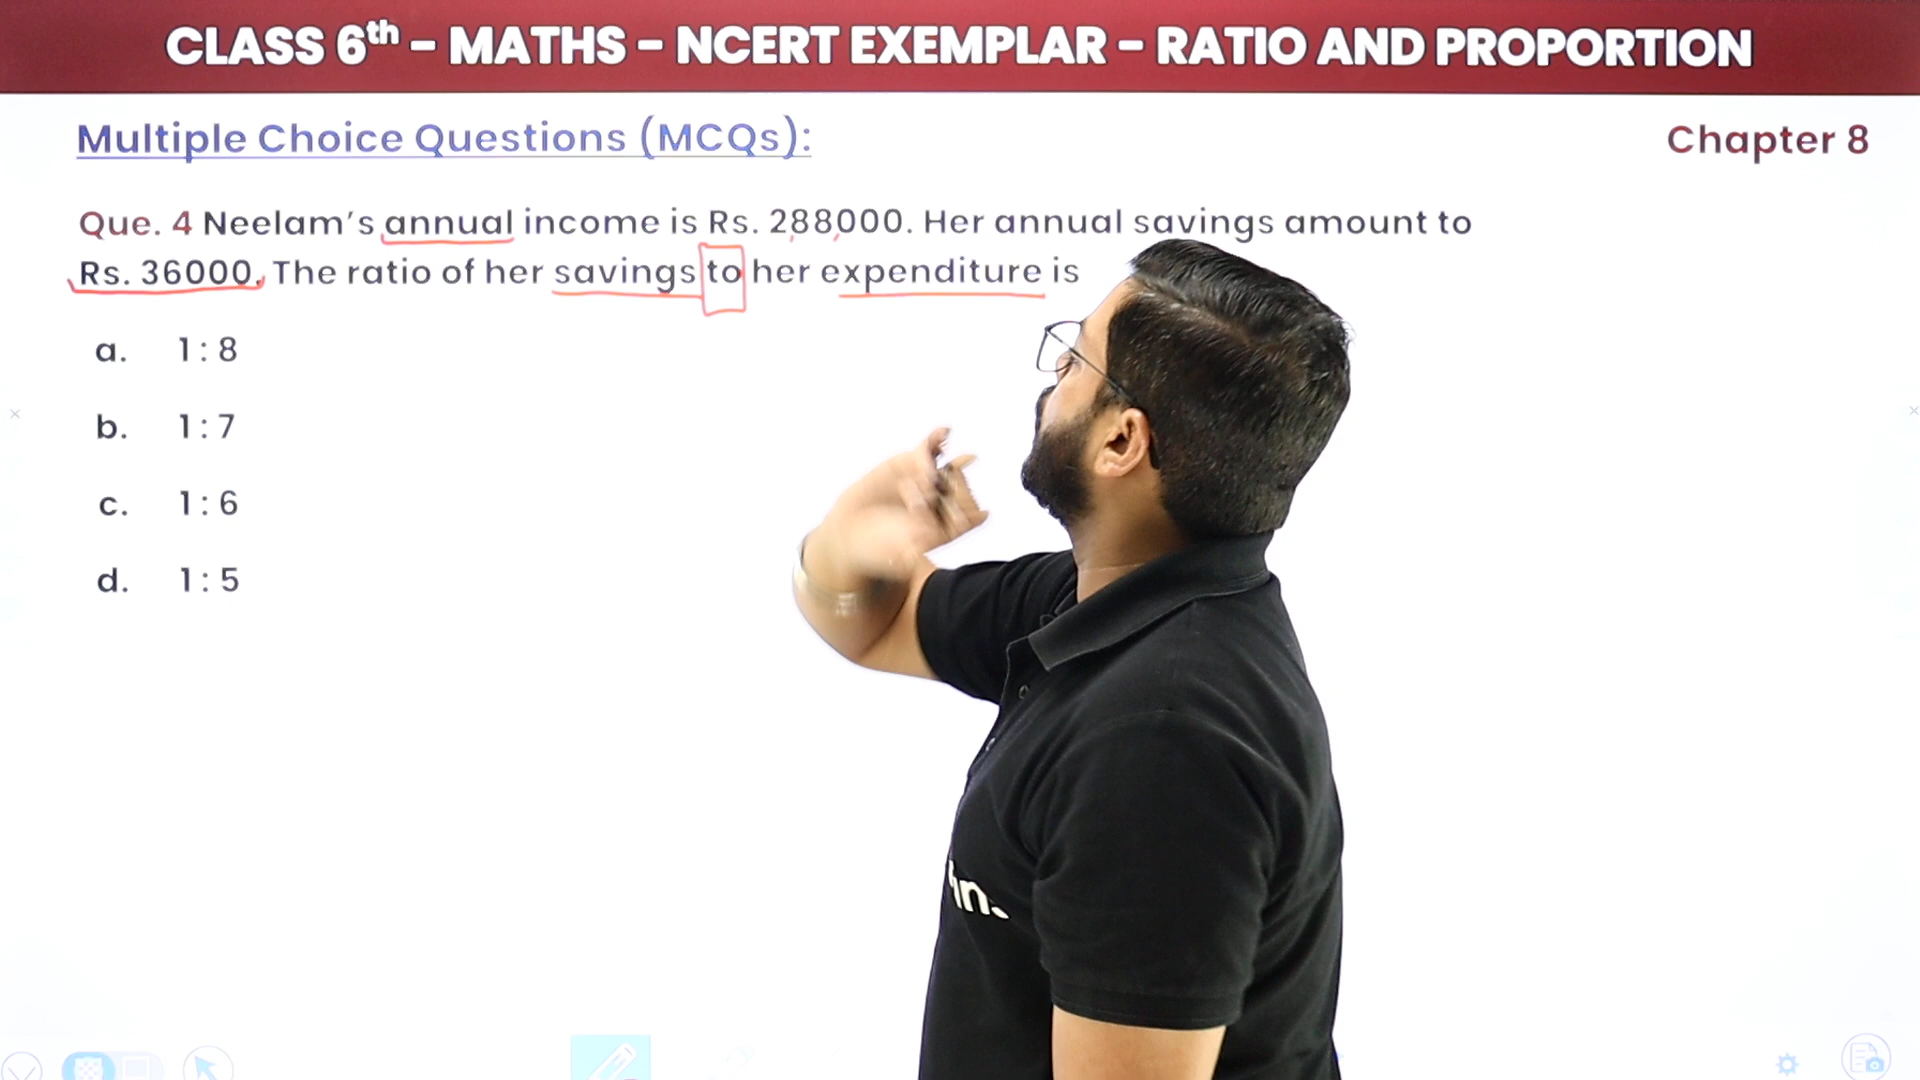 CLASS 6th – MATHS – NCERT EXEMPLAR – RATIO AND PROPORTION
Multiple Choice Questions (MCQs):
Chapter 8
Que. 4 Neelam’s annual income is Rs. 288000. Her annual savings amount to
Rs. 36000. The ratio of her savings to her expenditure is
a. 1 : 8
b. 1 : 7
c. 1 : 6
d. 1 : 5